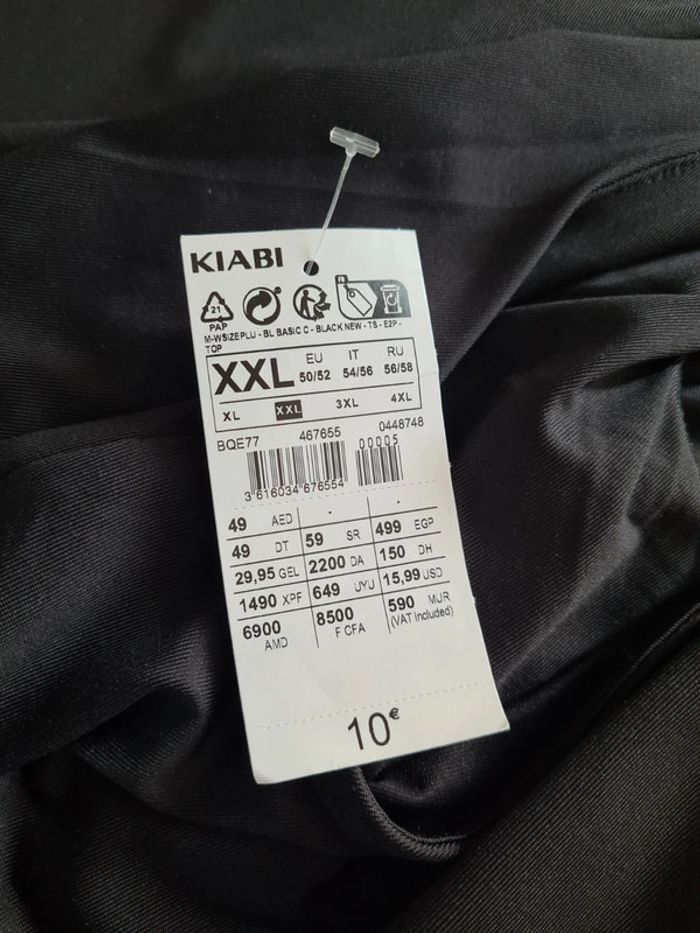 KIABI
21
PAP
M-WSIZEPLU - BL BASIC C - BLACK NEW - TS - E2P -
TOP
XXL EU IT RU
50/52 54/56 56/58
XL XXL 3XL 4XL
BQE77 467655 0448748
00005
3 616034 676554
49 AED . .
49 DT 59 SR 499 EGP
29,95 GEL 2200 DA 150 DH
1490 XPF 649 UYU 15,99 USD
6900 AMD 8500 F CFA 590 MUR (VAT included)
10€